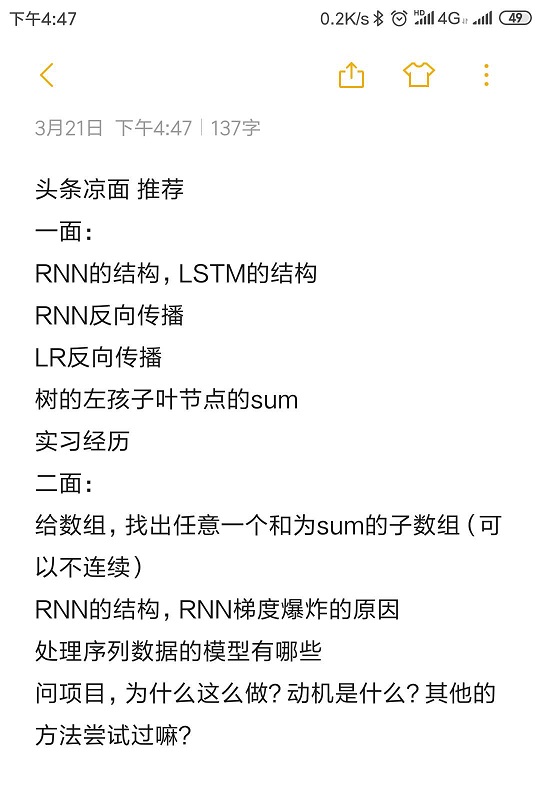 下午4:47
0.2K/s HD 4G 49
3月21日 下午4:47 | 137字
头条凉面 推荐
一面：
RNN的结构，LSTM的结构
RNN反向传播
LR反向传播
树的左孩子叶节点的sum
实习经历
二面：
给数组，找出任意一个和为sum的子数组（可
以不连续）
RNN的结构，RNN梯度爆炸的原因
处理序列数据的模型有哪些
问项目，为什么这么做？动机是什么？其他的
方法尝试过嘛？